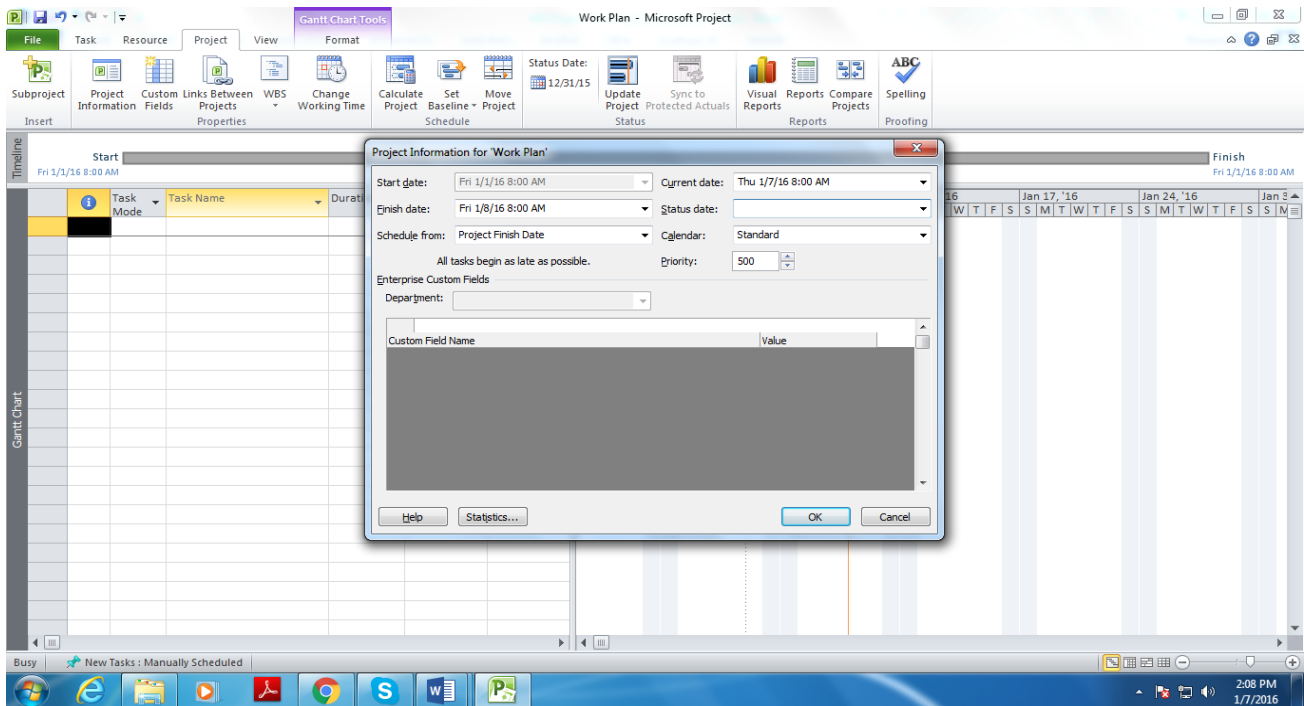 Gantt Chart Tools
Work Plan - Microsoft Project
File Task Resource Project View Format
Subproject
Project Information
Custom Fields
Links Between Projects
WBS
Change Working Time
Calculate Project
Set Baseline
Move Project
Status Date:
12/31/15
Update Project
Sync to Protected Actuals
Visual Reports
Reports
Compare Projects
ABC
Spelling
Insert Properties Schedule Status Reports Proofing
Timeline
Start
Fri 1/1/16 8:00 AM
Finish
Fri 1/1/16 8:00 AM
Task Mode
Task Name
Durati
16 Jan 17, '16 Jan 24, '16 Jan 3
W T F S S M T W T F S S M T W T F S S M
Gantt Chart
Project Information for 'Work Plan'
Start date: Fri 1/1/16 8:00 AM Current date: Thu 1/7/16 8:00 AM
Finish date: Fri 1/8/16 8:00 AM Status date:
Schedule from: Project Finish Date Calendar: Standard
All tasks begin as late as possible. Priority: 500
Enterprise Custom Fields
Department:
Custom Field Name Value
Help Statistics... OK Cancel
Busy New Tasks : Manually Scheduled
2:08 PM
1/7/2016